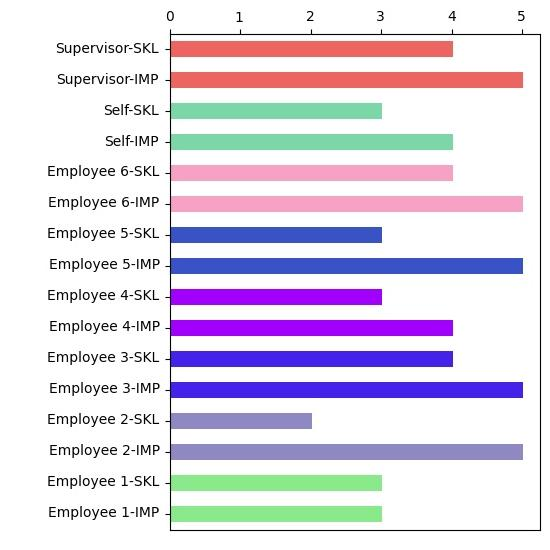 0 1 2 3 4 5
Supervisor-SKL
Supervisor-IMP
Self-SKL
Self-IMP
Employee 6-SKL
Employee 6-IMP
Employee 5-SKL
Employee 5-IMP
Employee 4-SKL
Employee 4-IMP
Employee 3-SKL
Employee 3-IMP
Employee 2-SKL
Employee 2-IMP
Employee 1-SKL
Employee 1-IMP